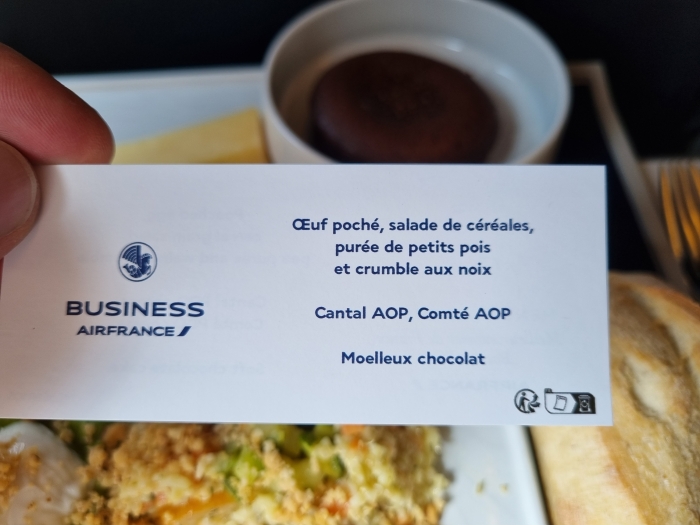 BUSINESS
AIRFRANCE
Œuf poché, salade de céréales,
purée de petits pois
et crumble aux noix
Cantal AOP, Comté AOP
Moelleux chocolat